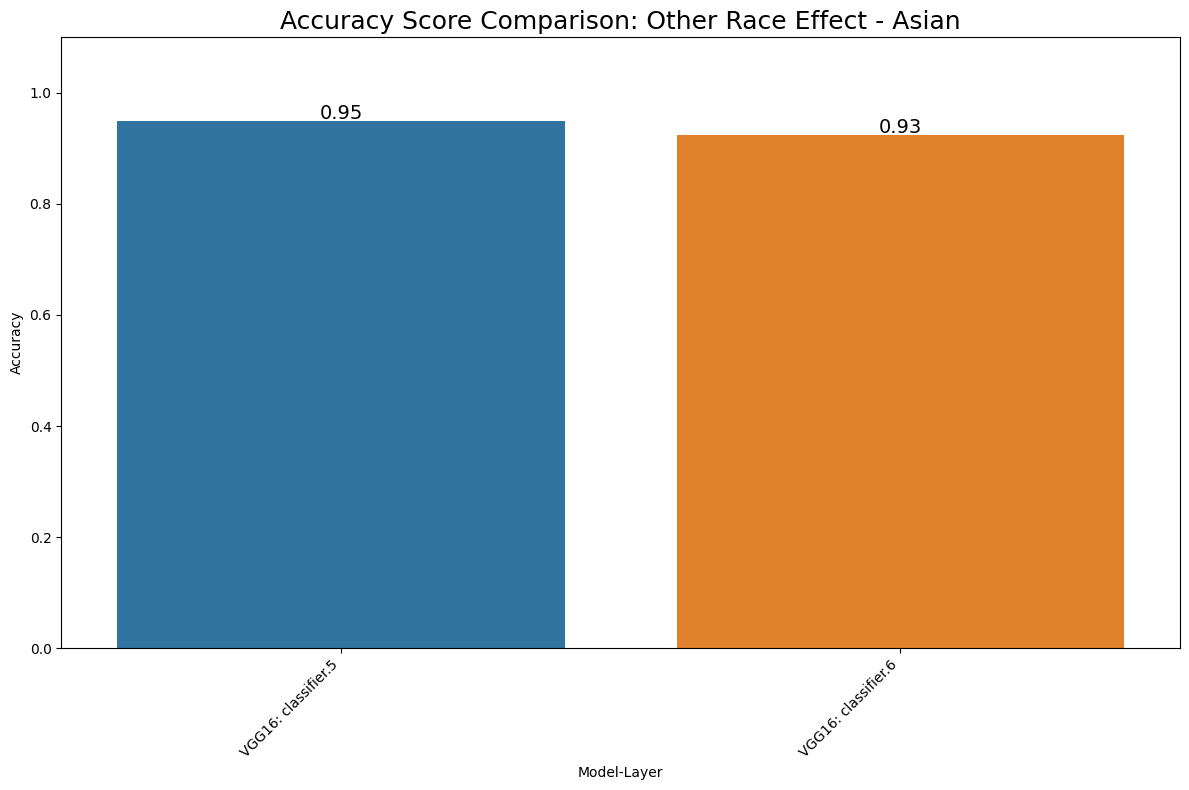 Accuracy Score Comparison: Other Race Effect - Asian
Accuracy
1.0
0.8
0.6
0.4
0.2
0.0
0.95
0.93
VGG16: classifier.5
VGG16: classifier.6
Model-Layer